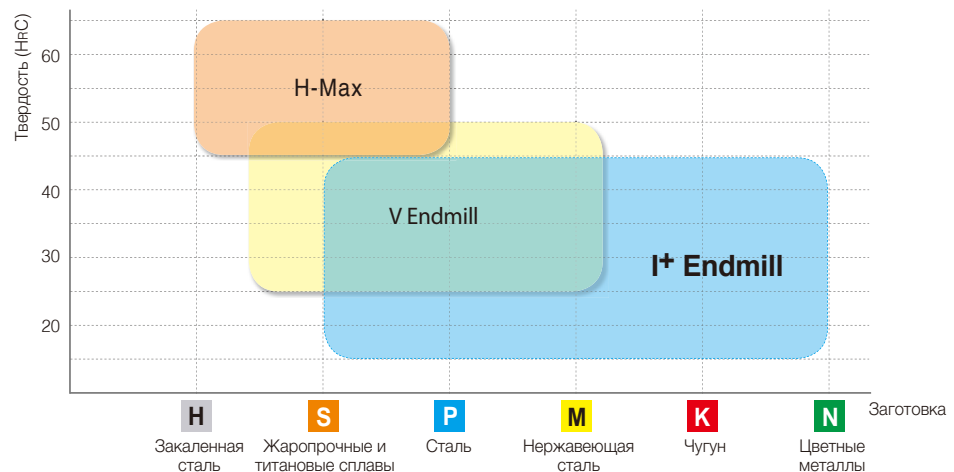 Твердость (HRC)
60
50
40
30
20
H-Max
V Endmill
I+ Endmill
H
S
P
M
K
N
Заготовка
Закаленная
сталь
Жаропрочные и
титановые сплавы
Сталь
Нержавеющая
сталь
Чугун
Цветные
металлы